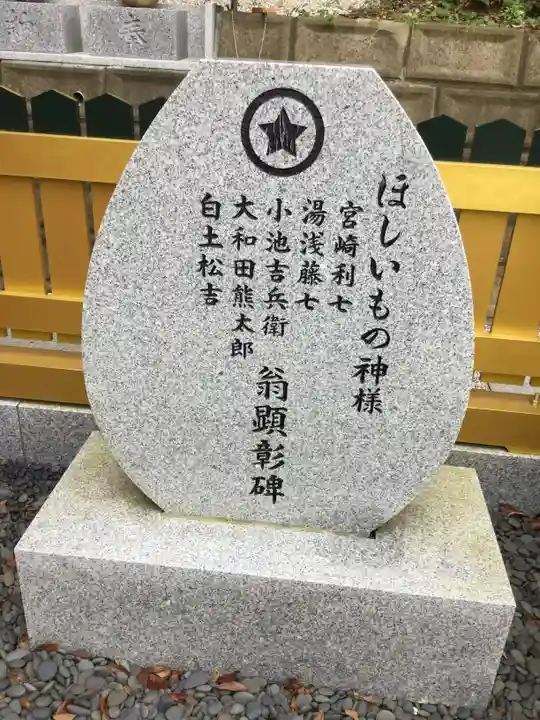 ほしいもの神様
宮崎利七
湯浅藤七
小池吉兵衛
大和田熊太郎
白土松吉
翁顕彰碑